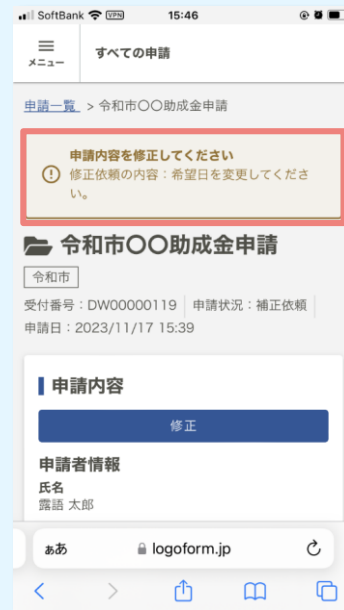 SoftBank VPN 15:46
メニュー すべての申請
申請一覧 > 令和市〇〇助成金申請
申請内容を修正してください
修正依頼の内容：希望日を変更してくださ
い。
令和市〇〇助成金申請
令和市
受付番号：DW00000119 申請状況：補正依頼
申請日：2023/11/17 15:39
申請内容
修正
申請者情報
氏名
露語 太郎
ぁあ logoform.jp